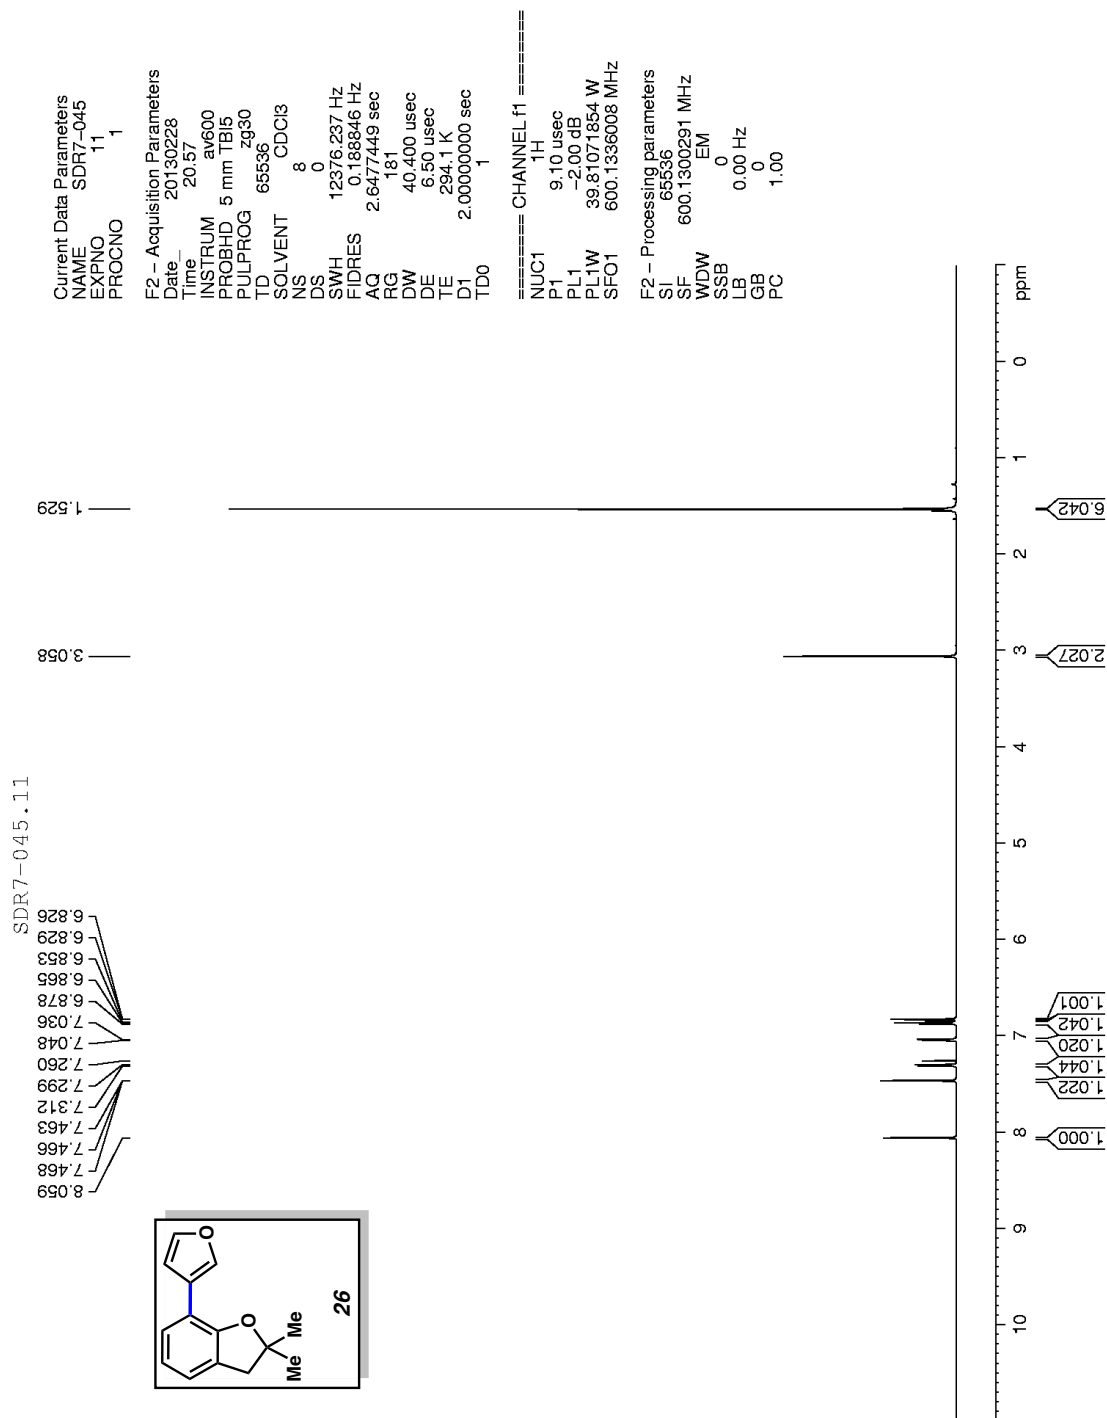 SDR7-045.11
8.059
7.468
7.466
7.463
7.312
7.299
7.260
7.048
7.036
6.878
6.865
6.853
6.829
6.826
3.058
1.529
Current Data Parameters
NAME SDR7-045
EXPNO 11
PROCNO 1
F2 - Acquisition Parameters
Date_ 20130228
Time 20.57
INSTRUM av600
PROBHD 5 mm TBI5
PULPROG zg30
TD 65536
SOLVENT CDCl3
NS 8
DS 0
SWH 12376.237 Hz
FIDRES 0.188846 Hz
AQ 2.6477449 sec
RG 181
DW 40.400 usec
DE 6.50 usec
TE 294.1 K
D1 2.00000000 sec
TD0 1
======== CHANNEL f1 ========
NUC1 1H
P1 9.10 usec
PL1 -2.00 dB
PL1W 39.81071854 W
SFO1 600.1336008 MHz
F2 - Processing parameters
SI 65536
SF 600.1300291 MHz
WDW EM
SSB 0
LB 0.00 Hz
GB 0
PC 1.00
O
O
Me
Me
26
10 9 8 7 6 5 4 3 2 1 0 ppm
1.000
1.022
1.044
1.020
1.042
1.001
2.027
6.042